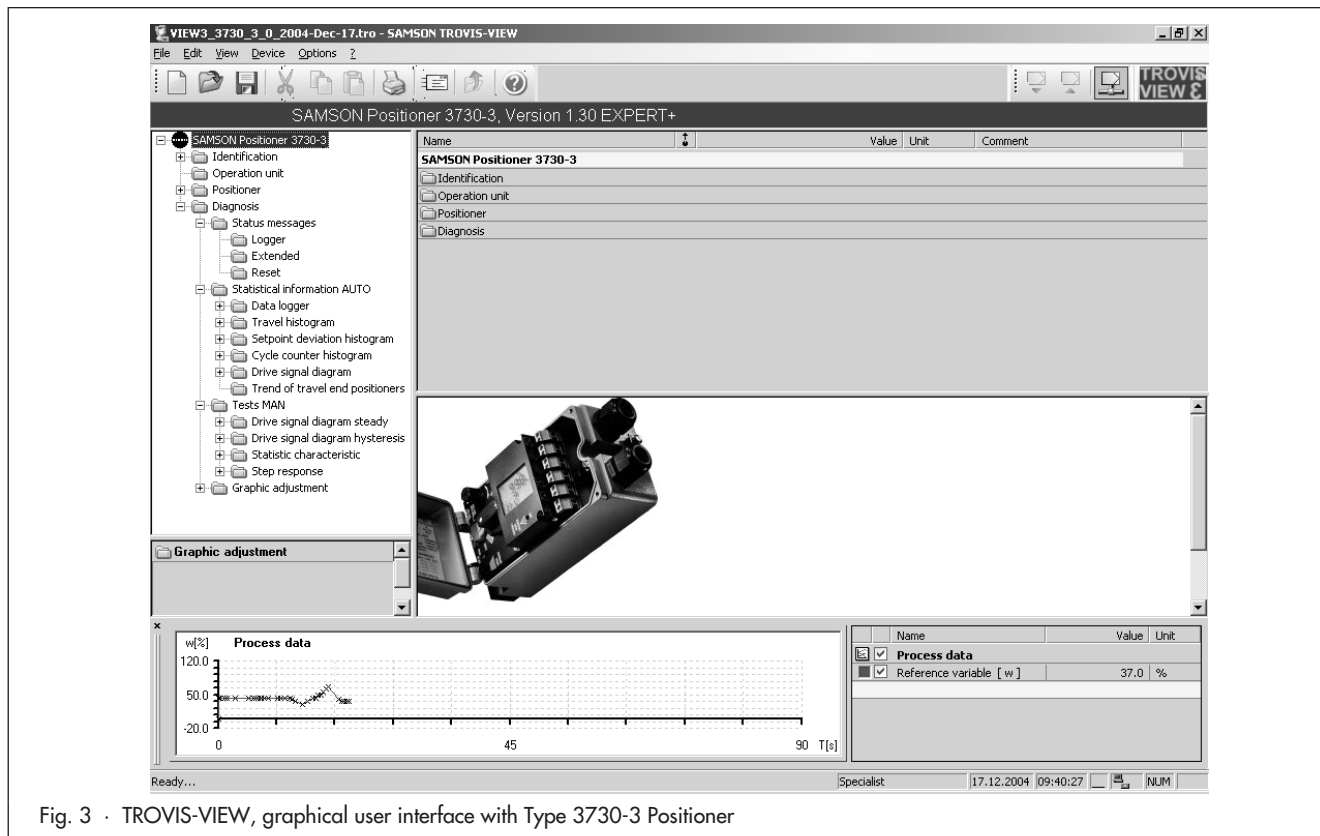 VIEW3_3730_3_0_2004-Dec-17.tro - SAMSON TROVIS-VIEW
File Edit View Device Options ?
TROVIS
VIEW 3
SAMSON Positioner 3730-3, Version 1.30 EXPERT+
SAMSON Positioner 3730-3
Identification
Operation unit
Positioner
Diagnosis
Status messages
Logger
Extended
Reset
Statistical information AUTO
Data logger
Travel histogram
Setpoint deviation histogram
Cycle counter histogram
Drive signal diagram
Trend of travel end positioners
Tests MAN
Drive signal diagram steady
Drive signal diagram hysteresis
Statistic characteristic
Step response
Graphic adjustment
Name Value Unit Comment
SAMSON Positioner 3730-3
Identification
Operation unit
Positioner
Diagnosis
Graphic adjustment
w[%] Process data
120.0
50.0
-20.0
0 45 90 T[s]
Name Value Unit
Process data
Reference variable [ w ] 37.0 %
Ready... Specialist 17.12.2004 09:40:27 NUM
Fig. 3 · TROVIS-VIEW, graphical user interface with Type 3730-3 Positioner